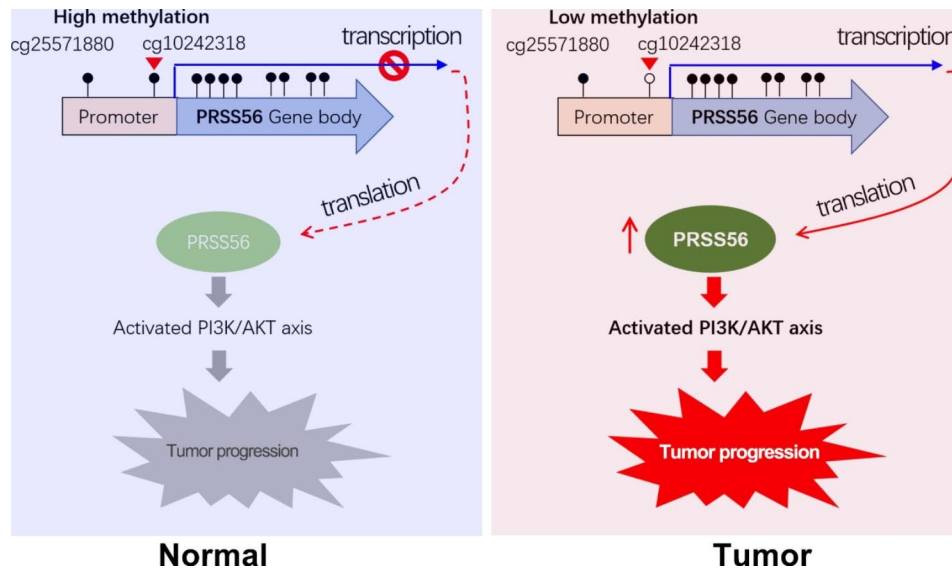 High methylation
cg25571880
cg10242318
transcription
Promoter
PRSS56 Gene body
translation
PRSS56
Activated PI3K/AKT axis
Tumor progression
Normal
Low methylation
cg25571880
cg10242318
transcription
Promoter
PRSS56 Gene body
translation
PRSS56
Activated PI3K/AKT axis
Tumor progression
Tumor